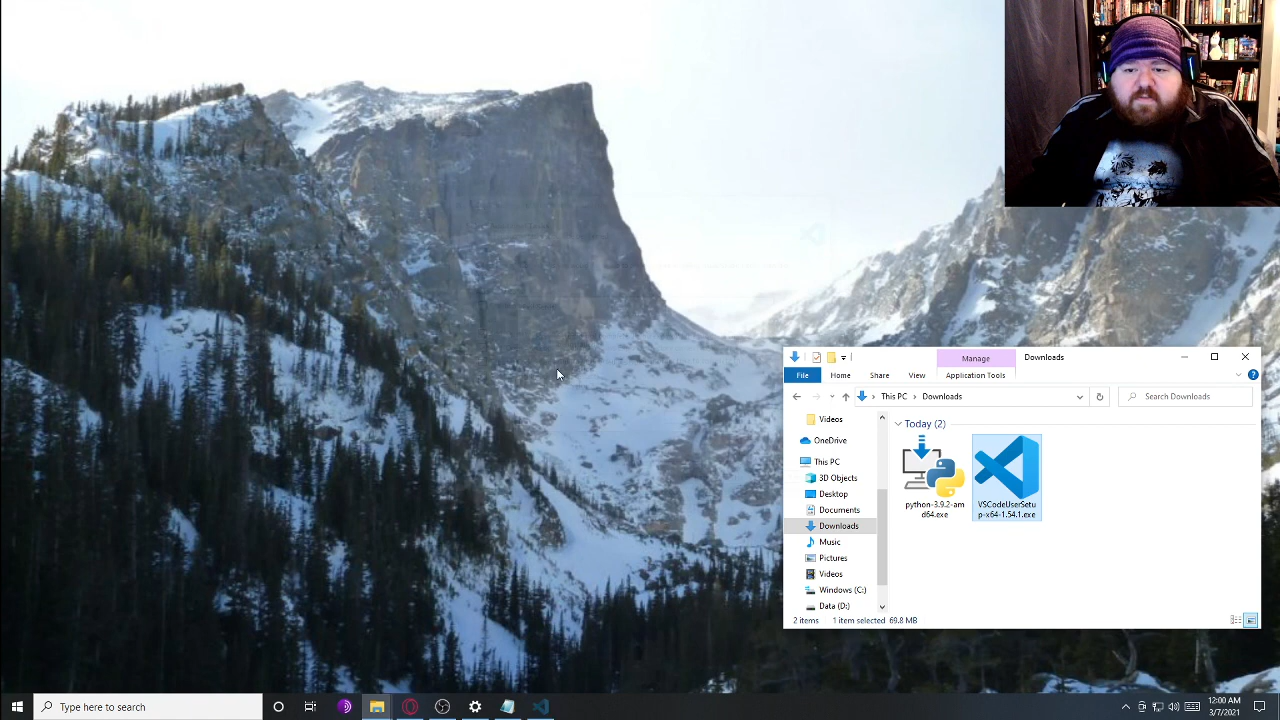 Manage
Downloads
File
Home
Share
View
Application Tools
This PC
Downloads
Search Downloads
Videos
OneDrive
This PC
3D Objects
Desktop
Documents
Downloads
Music
Pictures
Videos
Windows (C:)
Data (D:)
Today (2)
python-3.9.2-am
d64.exe
VSCodeUserSetu
p-x64-1.54.1.exe
2 items
1 item selected 69.8 MB
Type here to search
12:00 AM
3/7/2021